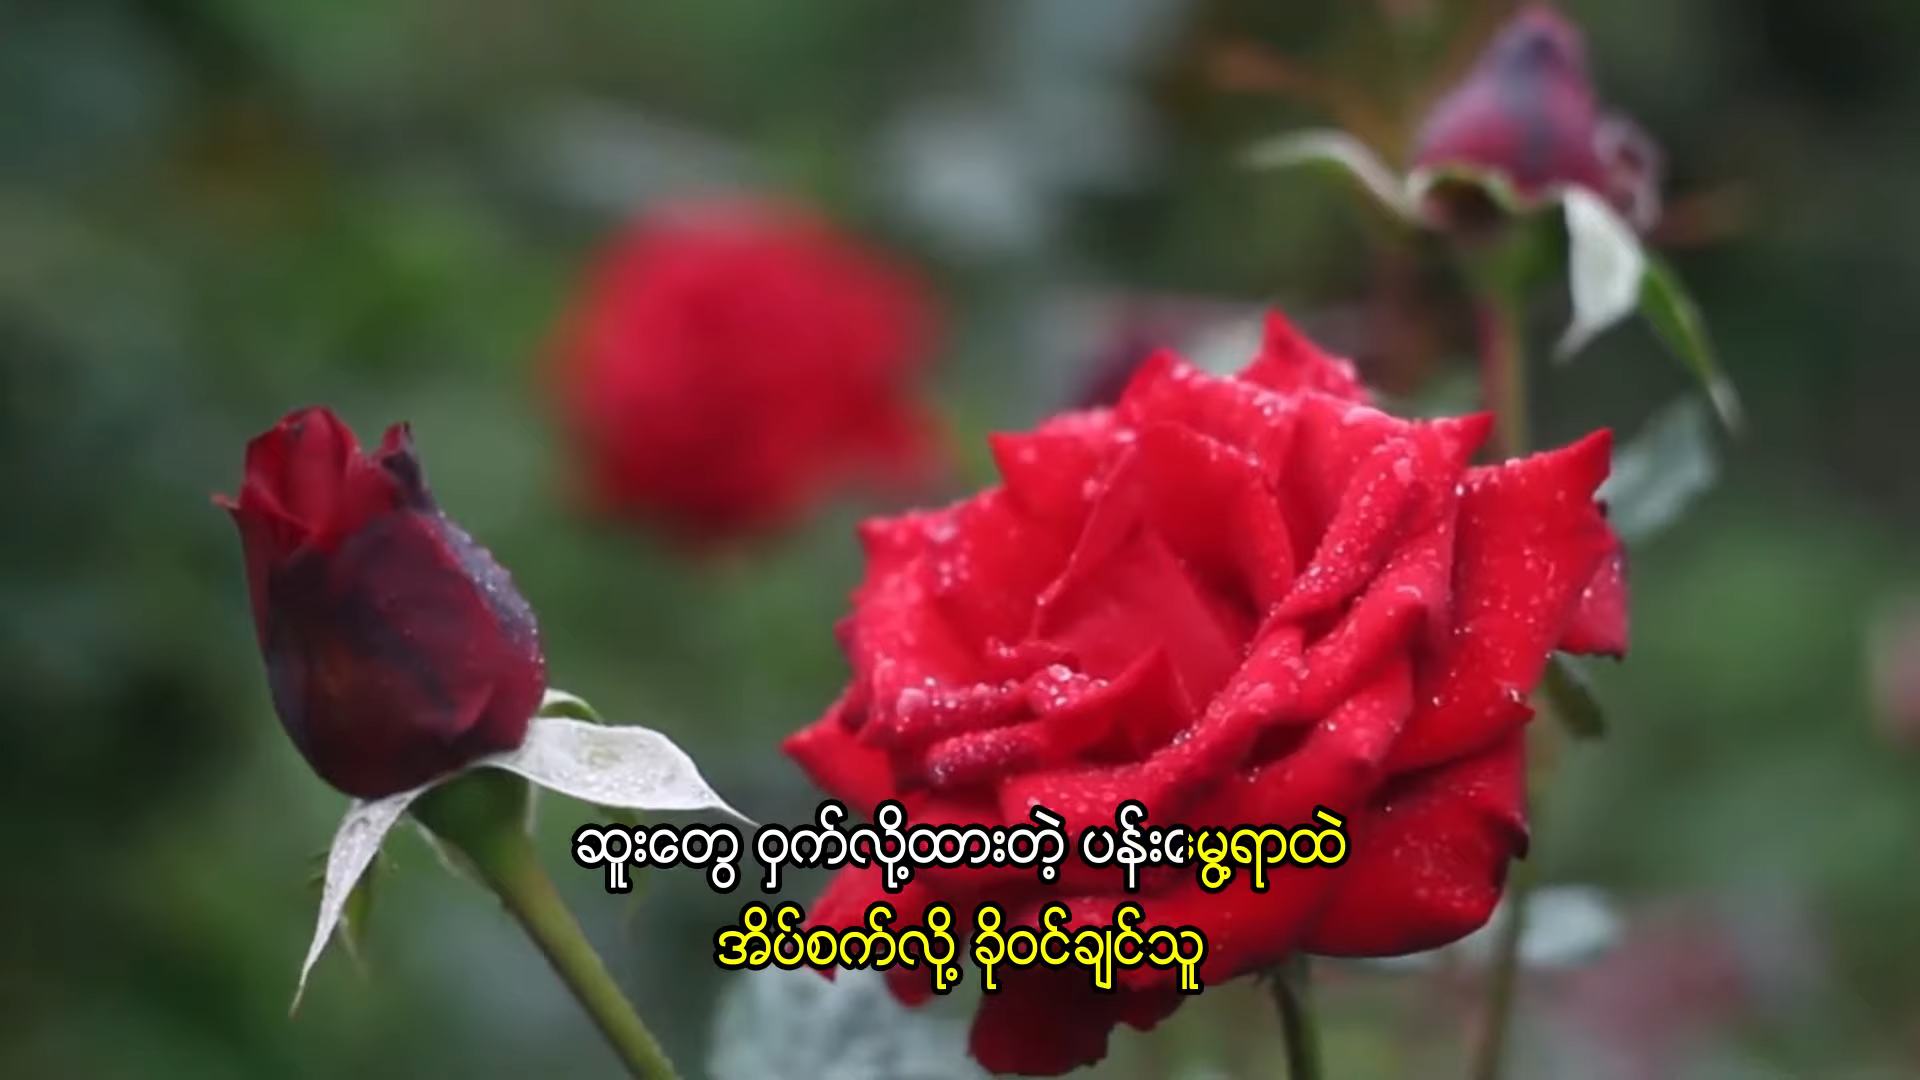 ဆူးတွေ ဝှက်လို့ထားတဲ့ ပန်းမွေ့ရာထဲ
အိပ်စက်လို့ ခိုဝင်ချင်သူ